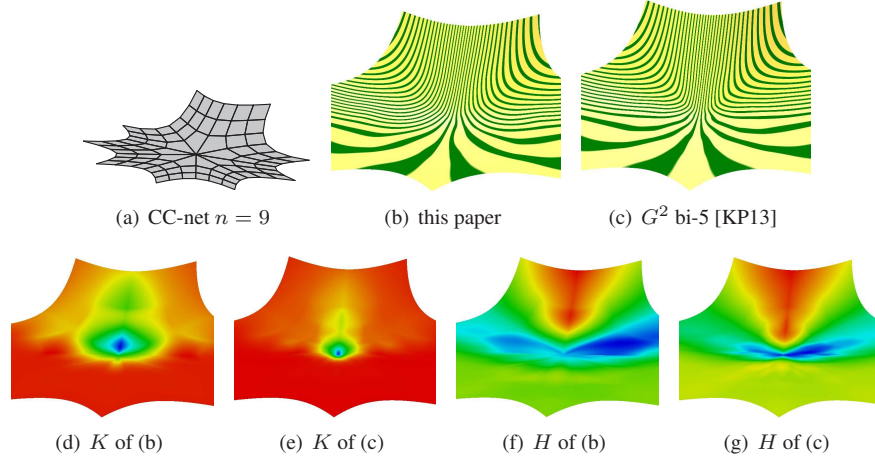 (a) CC-net n = 9
(b) this paper
(c) G² bi-5 [KP13]
(d) K of (b)
(e) K of (c)
(f) H of (b)
(g) H of (c)